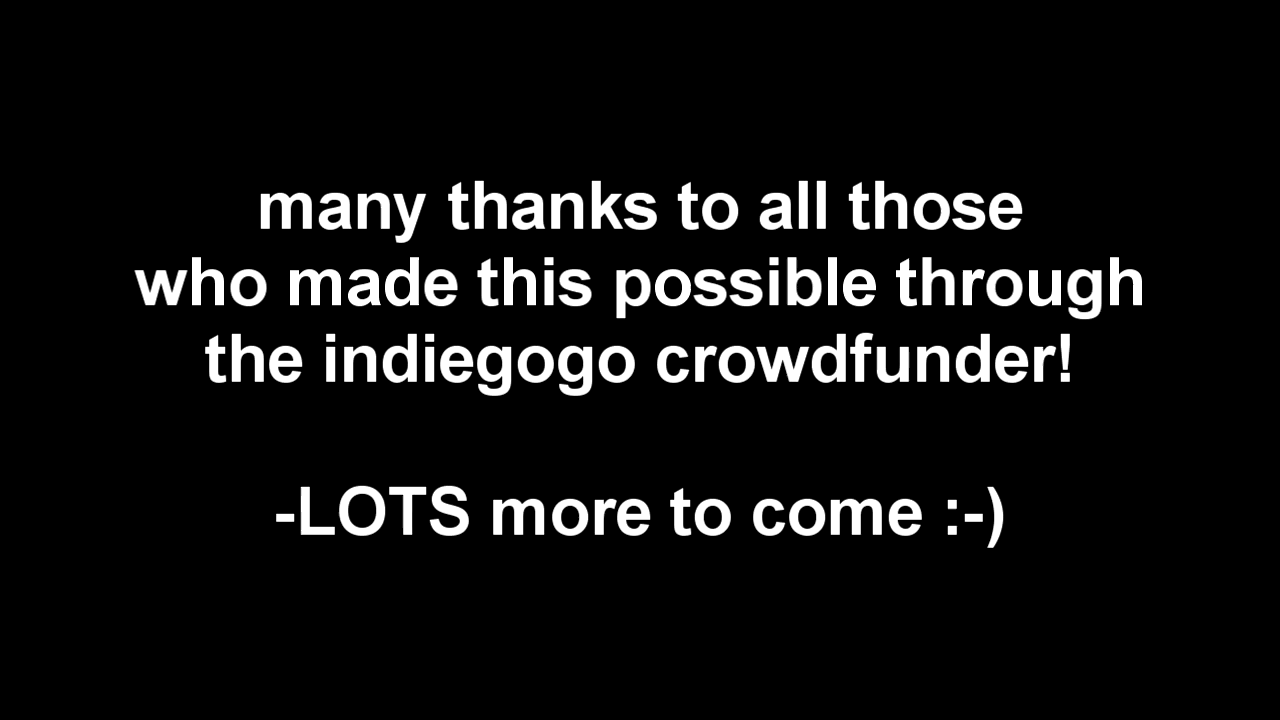 many thanks to all those
who made this possible through
the indiegogo crowdfunder!
-LOTS more to come :-)